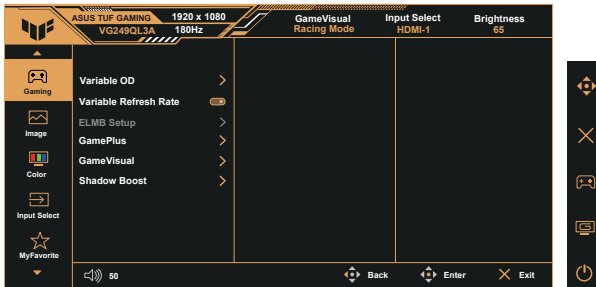 ASUS TUF GAMING 1920 x 1080
VG249QL3A 180Hz
GameVisual
Racing Mode
Input Select
HDMI-1
Brightness
65
Gaming
Image
Color
Input Select
MyFavorite
Variable OD
Variable Refresh Rate
ELMB Setup
GamePlus
GameVisual
Shadow Boost
50
Back
Enter
Exit